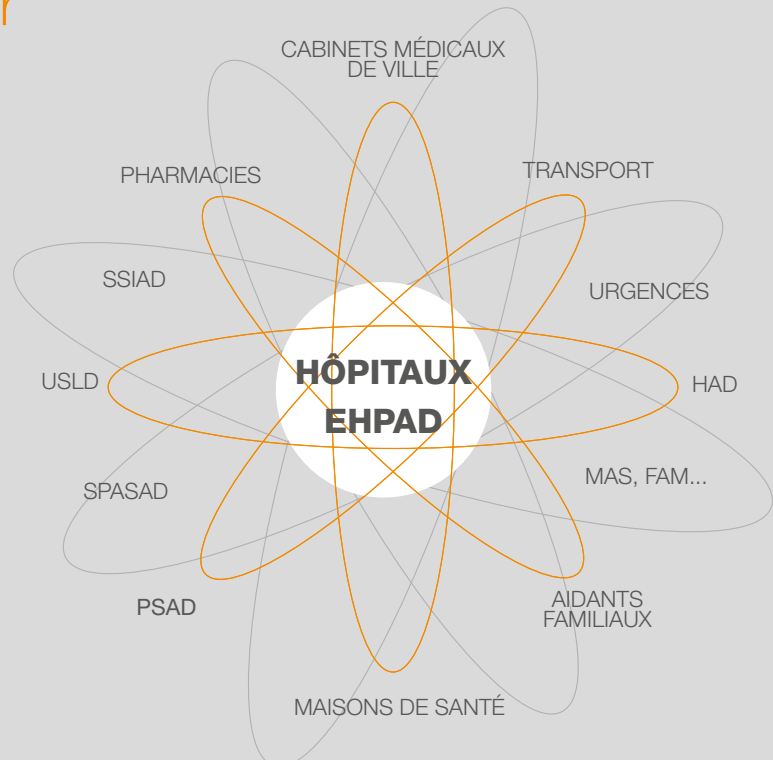 r
CABINETS MÉDICAUX
DE VILLE
PHARMACIES
TRANSPORT
SSIAD
URGENCES
HÔPITAUX
EHPAD
USLD
HAD
SPASAD
MAS, FAM...
PSAD
AIDANTS
FAMILIAUX
MAISONS DE SANTÉ